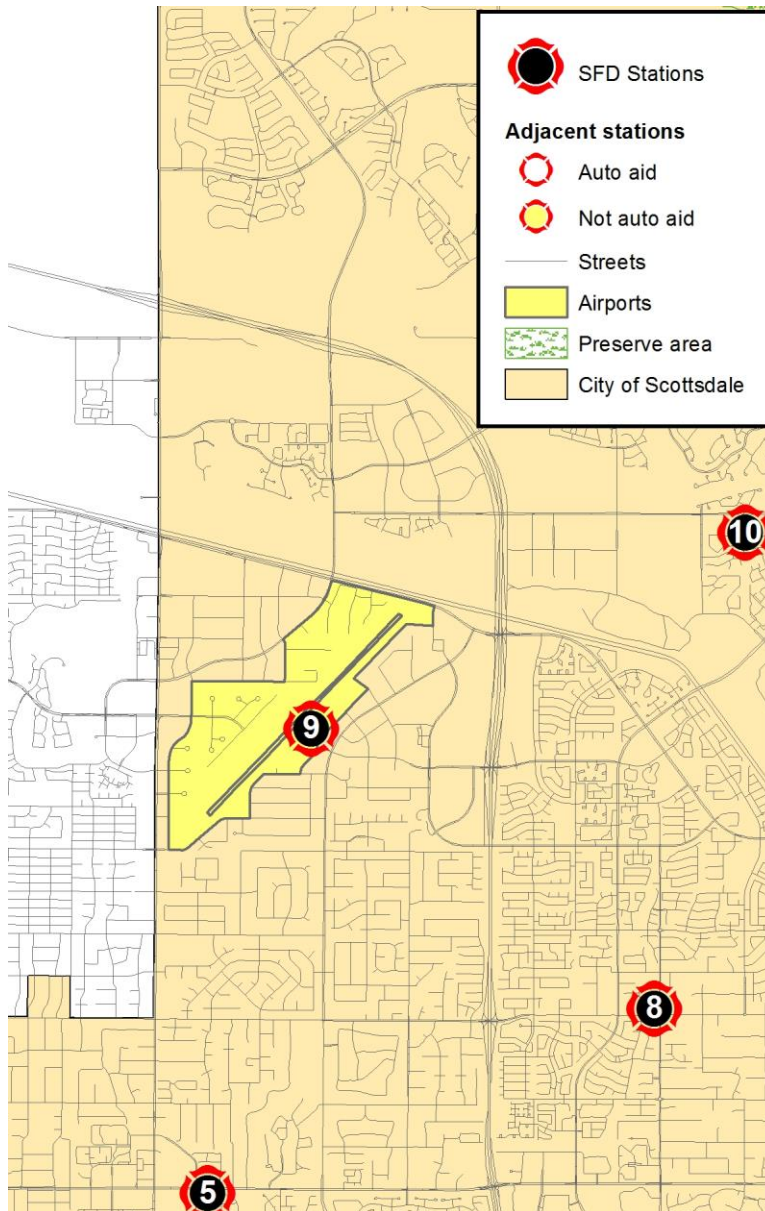 SFD Stations
Adjacent stations
Auto aid
Not auto aid
Streets
Airports
Preserve area
City of Scottsdale
10
9
8
5